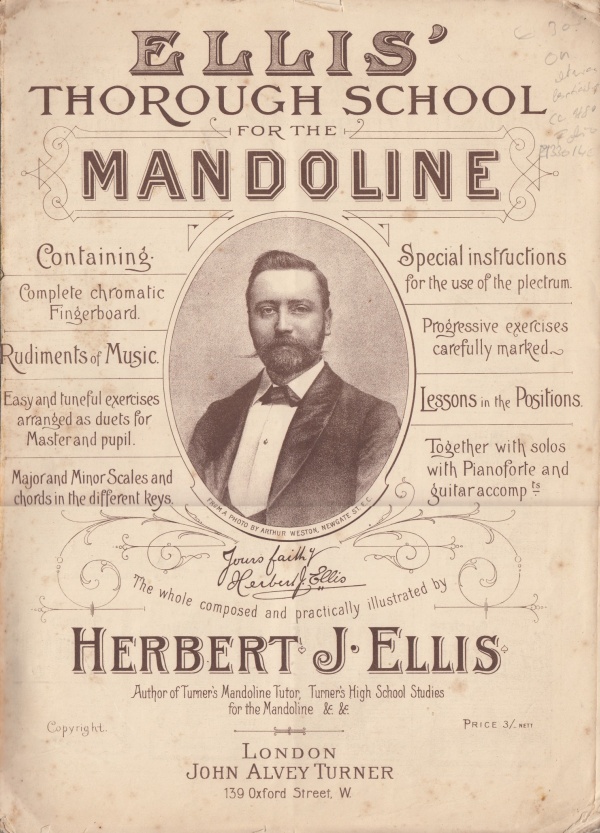 ELLIS'
THOROUGH SCHOOL
FOR THE
MANDOLINE
Containing.
Complete chromatic
Fingerboard.
Rudiments of Music.
Easy and tuneful exercises
arranged as duets for
Master and pupil.
Major and Minor Scales and
chords in the different keys.
Special instructions
for the use of the plectrum.
Progressive exercises
carefully marked.
Lessons in the Positions.
Together with solos
with Pianoforte and
guitar accomp ts
FROM A PHOTO BY ARTHUR WESTON, NEWGATE ST. E.C
Yours faithy
Herbert J Ellis
The whole composed and practically illustrated by
HERBERT J. ELLIS
Author of Turner's Mandoline Tutor, Turner's High School Studies
for the Mandoline &c &c
Copyright.
PRICE 3/- NETT
LONDON
JOHN ALVEY TURNER
139 Oxford Street, W.